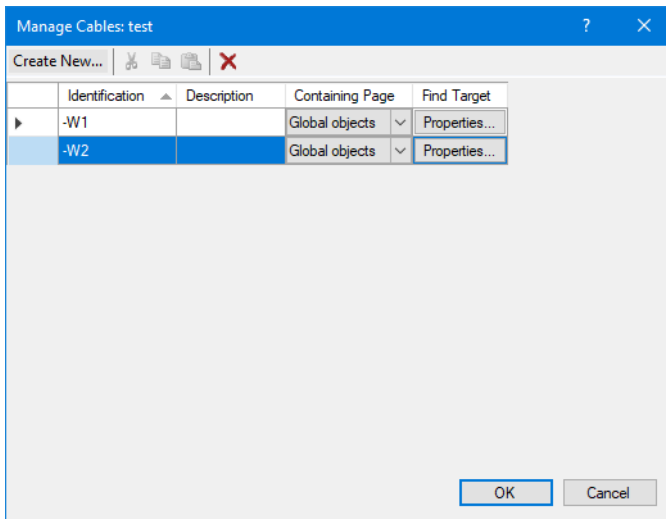 Manage Cables: test
Create New...
Identification Description Containing Page Find Target
-W1 Global objects Properties...
-W2 Global objects Properties...
OK Cancel